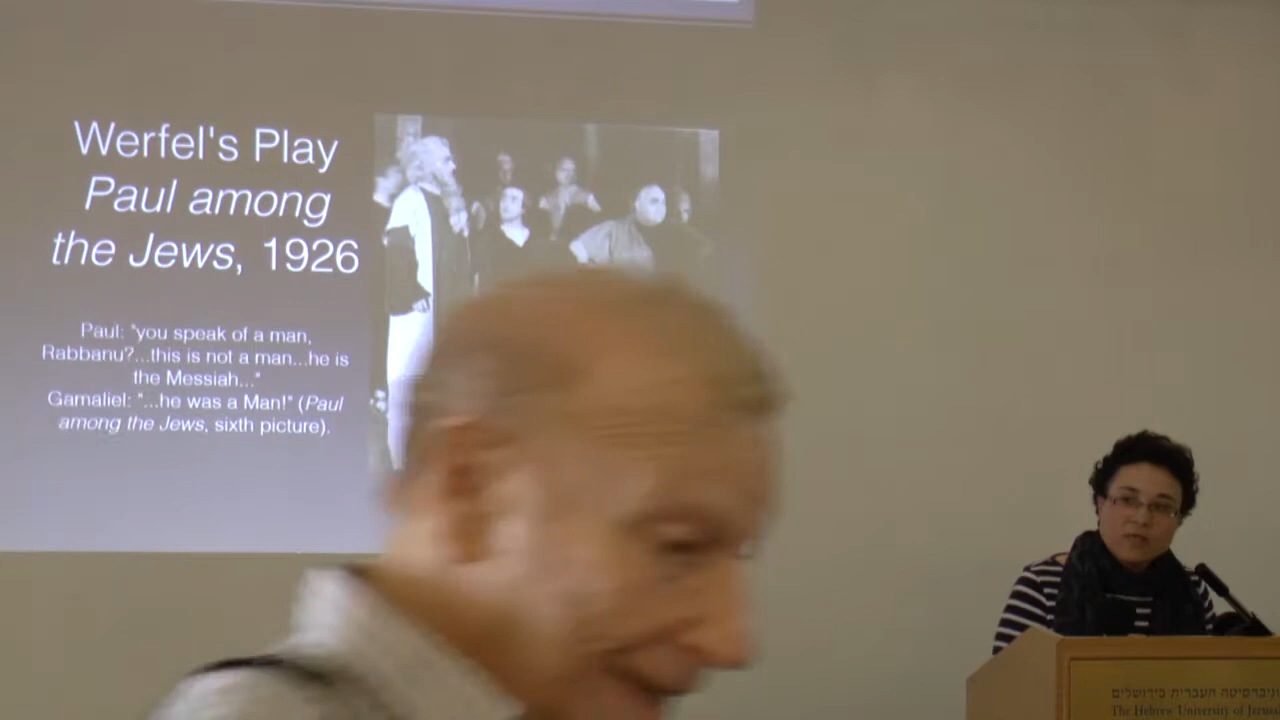 Werfel's Play
Paul among
the Jews, 1926
Paul: "you speak of a man,
Rabbanu?...this is not a man...he is
the Messiah..."
Gamaliel: "...he was a Man!" (Paul
among the Jews, sixth picture).
האוניברסיטה העברית בירושלים
The Hebrew University of Jerusa